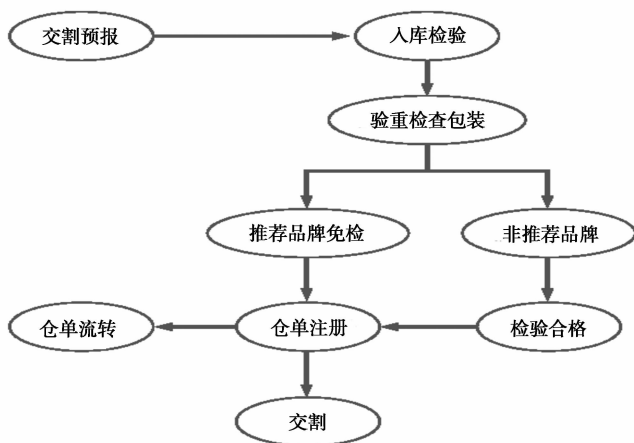 交割预报
入库检验
验重检查包装
推荐品牌免检
非推荐品牌
仓单流转
仓单注册
检验合格
交割